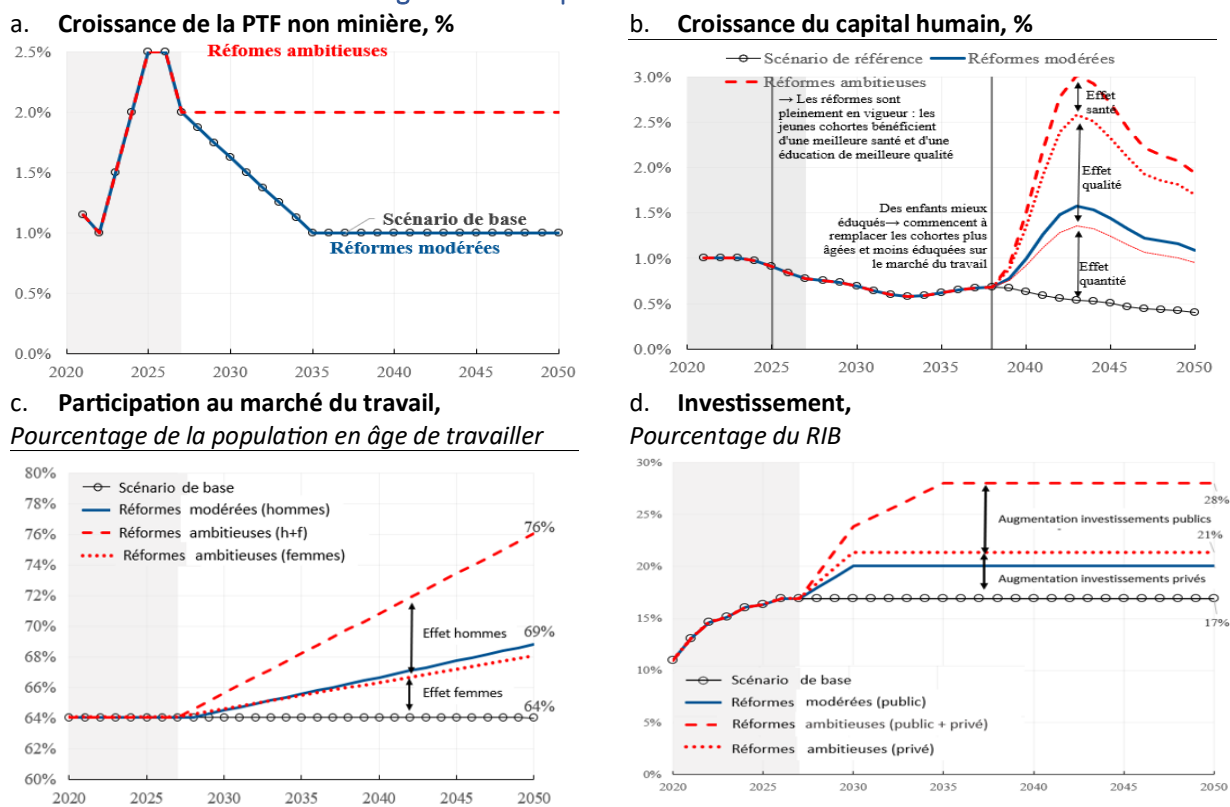 a. Croissance de la PTF non minière, %
2.5%
2.0%
1.5%
1.0%
0.5%
0.0%
Réfomes ambitieuses
Scénario de base
Réformes modérées
2020 2025 2030 2035 2040 2045 2050
b. Croissance du capital humain, %
Scénario de référence Réformes modérées
Réformes ambitieuses
3.0%
2.5%
2.0%
1.5%
1.0%
0.5%
0.0%
→ Les réformes sont
pleinement en vigueur : les
jeunes cohortes bénéficient
d'une meilleure santé et d'une
éducation de meilleure qualité
Des enfants mieux
éduqués→ commencent à
remplacer les cohortes plus
âgées et moins éduquées sur
le marché du travail
Effet
santé
Effet
qualité
Effet
quantité
2020 2025 2030 2035 2040 2045 2050
c. Participation au marché du travail,
Pourcentage de la population en âge de travailler
80%
78%
76%
74%
72%
70%
68%
66%
64%
62%
60%
Scénario de base
Réformes modérées (hommes)
Réformes ambitieuses (h+f)
Réformes ambitieuses (femmes)
76%
69%
64%
Effet hommes
Effet femmes
2020 2025 2030 2035 2040 2045 2050
d. Investissement,
Pourcentage du RIB
30%
25%
20%
15%
10%
5%
0%
28%
Augmentation investissements publics
21%
Augmentation investissements privés
17%
Scénario de base
Réformes modérées (public)
Réformes ambitieuses (public + privé)
Réformes ambitieuses (privé)
2020 2025 2030 2035 2040 2045 2050